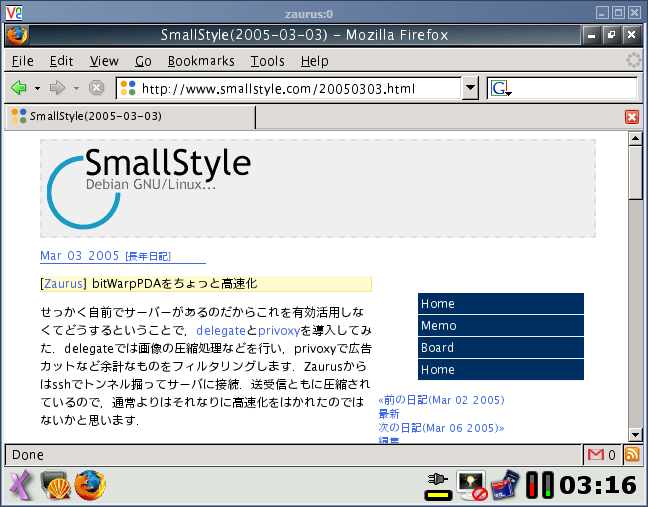 zaurus:0
SmallStyle(2005-03-03) - Mozilla Firefox
File Edit View Go Bookmarks Tools Help
http://www.smallstyle.com/20050303.html
G
SmallStyle(2005-03-03)
SmallStyle
Debian GNU/Linux...
Mar 03 2005 [長年日記]
[Zaurus] bitWarpPDAをちょっと高速化
せっかく自前でサーバーがあるのだからこれを有効活用しな
くてどうするということで，delegateとprivoxyを導入してみ
た．delegateでは画像の圧縮処理などを行い，privoxyで広告
カットなど余計なものをフィルタリングします．Zaurusから
はsshでトンネル掘ってサーバに接続．送受信ともに圧縮され
ているので，通常よりはそれなりに高速化をはかれたのでは
ないかと思います．
Home
Memo
Board
Home
«前の日記(Mar 02 2005)
最新
次の日記(Mar 06 2005)»
編集
Done
0
03:16